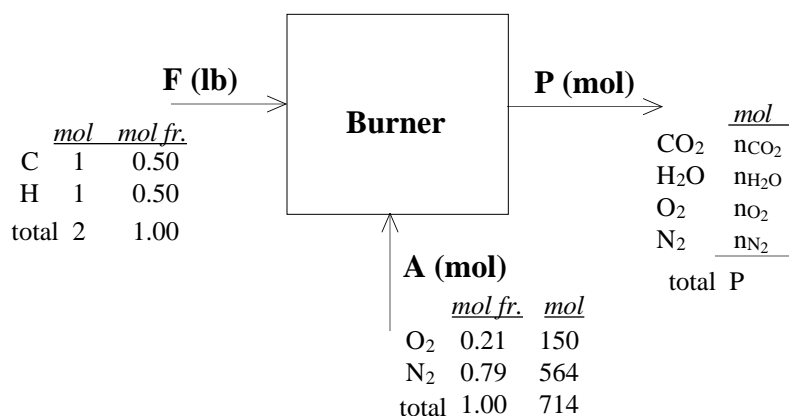 F (lb)
mol mol fr.
C 1 0.50
H 1 0.50
total 2 1.00
Burner
P (mol)
mol
CO₂ nCO₂
H₂O nH₂O
O₂ nO₂
N₂ nN₂
total P
A (mol)
mol fr. mol
O₂ 0.21 150
N₂ 0.79 564
total 1.00 714